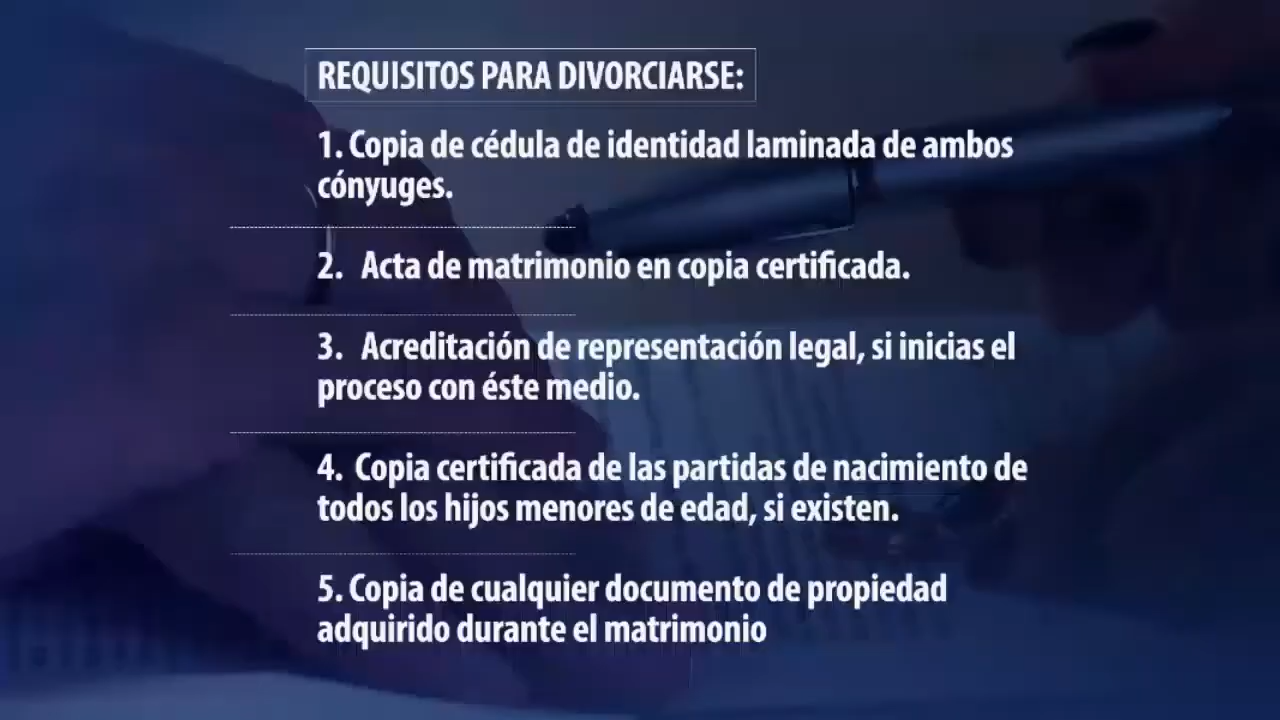 REQUISITOS PARA DIVORCIARSE:
1. Copia de cédula de identidad laminada de ambos
cónyuges.
2. Acta de matrimonio en copia certificada.
3. Acreditación de representación legal, si inicias el
proceso con éste medio.
4. Copia certificada de las partidas de nacimiento de
todos los hijos menores de edad, si existen.
5. Copia de cualquier documento de propiedad
adquirido durante el matrimonio